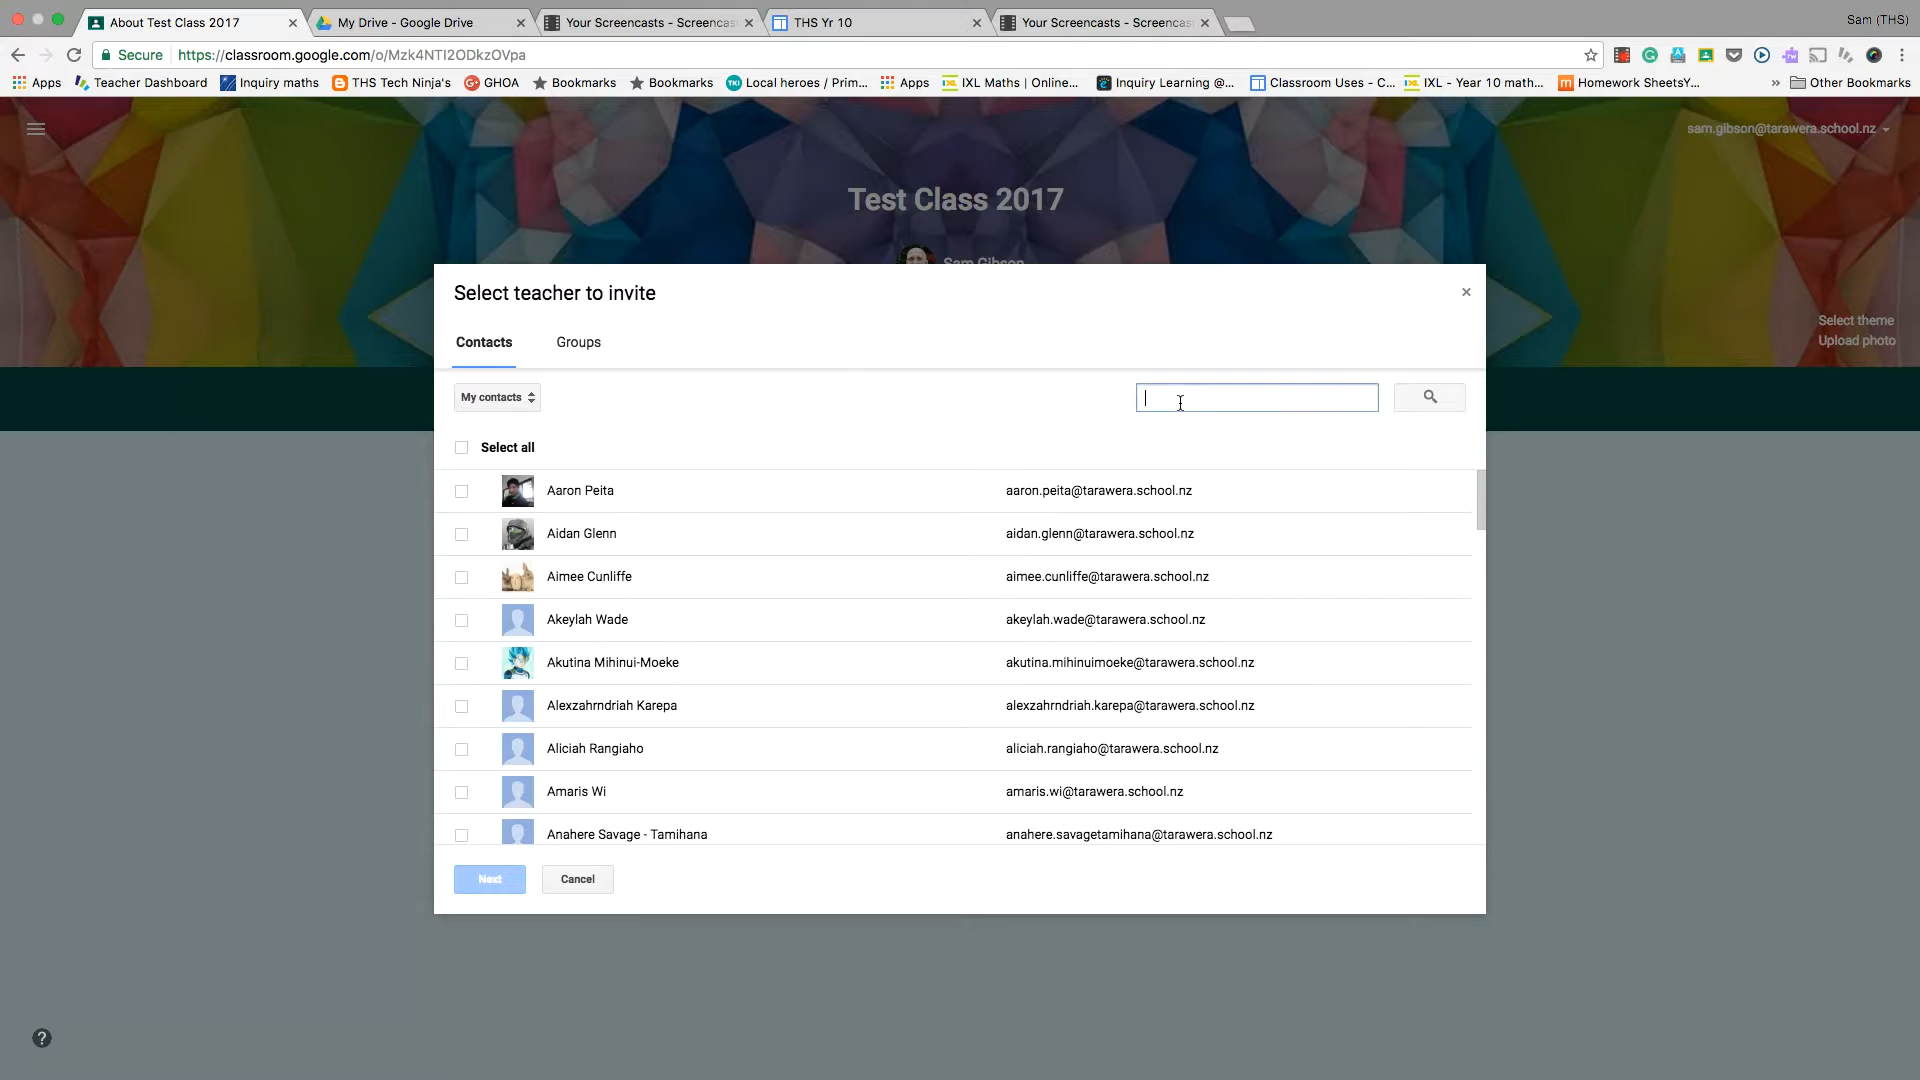 About Test Class 2017
My Drive - Google Drive
Your Screencasts - Screencas
THS Yr 10
Your Screencasts - Screencas
Sam (THS)
Secure https://classroom.google.com/o/Mzk4NTI2ODkzOVpa
Apps
Teacher Dashboard
Inquiry maths
THS Tech Ninja's
GHOA
Bookmarks
Bookmarks
Local heroes / Prim...
Apps
IXL Maths | Online...
Inquiry Learning @...
Classroom Uses - C...
IXL - Year 10 math...
Homework SheetsY...
» Other Bookmarks
sam.gibson@tarawera.school.nz
Test Class 2017
Sam Gibson
Select theme
Upload photo
Select teacher to invite
Contacts Groups
My contacts
Select all
Aaron Peita aaron.peita@tarawera.school.nz
Aidan Glenn aidan.glenn@tarawera.school.nz
Aimee Cunliffe aimee.cunliffe@tarawera.school.nz
Akeylah Wade akeylah.wade@tarawera.school.nz
Akutina Mihinui-Moeke akutina.mihinuimoeke@tarawera.school.nz
Alexzahrndriah Karepa alexzahrndriah.karepa@tarawera.school.nz
Aliciah Rangiaho aliciah.rangiaho@tarawera.school.nz
Amaris Wi amaris.wi@tarawera.school.nz
Anahere Savage - Tamihana anahere.savagetamihana@tarawera.school.nz
Next Cancel
?